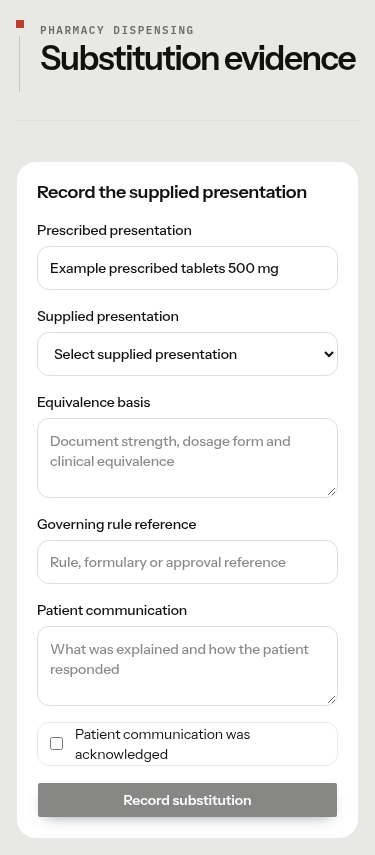 PHARMACY DISPENSING
Substitution evidence
Record the supplied presentation
Prescribed presentation
Example prescribed tablets 500 mg
Supplied presentation
Select supplied presentation
Equivalence basis
Document strength, dosage form and
clinical equivalence
Governing rule reference
Rule, formulary or approval reference
Patient communication
What was explained and how the patient
responded
Patient communication was
acknowledged
Record substitution